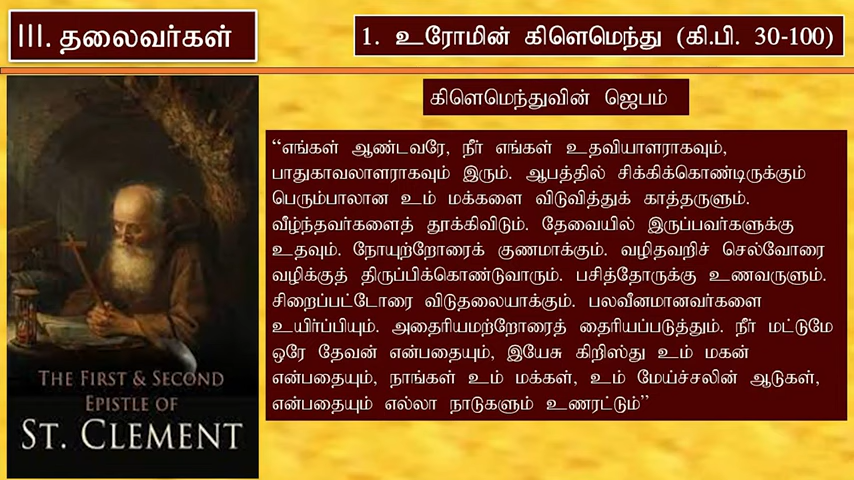 III. தலைவர்கள்
1. உரோமின் கிளெமெந்து (கி.பி. 30-100)
கிளெமெந்துவின் ஜெபம்
“எங்கள் ஆண்டவரே, நீர் எங்கள் உதவியாளராகவும்,
பாதுகாவலாளராகவும் இரும். ஆபத்தில் சிக்கிக்கொண்டிருக்கும்
பெரும்பாலான உம் மக்களை விடுவித்துக் காத்தருளும்.
வீழ்ந்தவர்களைத் தூக்கிவிடும். தேவையில் இருப்பவர்களுக்கு
உதவும். நோயுற்றோரைக் குணமாக்கும். வழிதவறிச் செல்வோரை
வழிக்குத் திருப்பிக்கொண்டுவாரும். பசித்தோருக்கு உணவருளும்.
சிறைப்பட்டோரை விடுதலையாக்கும். பலவீனமானவர்களை
உயிர்ப்பியும். அதைரியமற்றோரைத் தைரியப்படுத்தும். நீர் மட்டுமே
ஒரே தேவன் என்பதையும், இயேசு கிறிஸ்து உம் மகன்
என்பதையும், நாங்கள் உம் மக்கள், உம் மேய்ச்சலின் ஆடுகள்,
என்பதையும் எல்லா நாடுகளும் உணரட்டும்”
THE FIRST & SECOND
EPISTLE OF
ST. CLEMENT